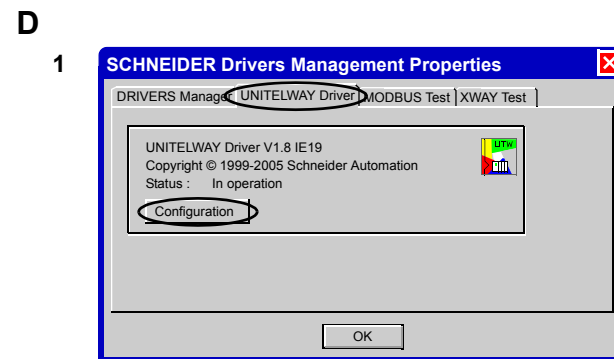 D
1
SCHNEIDER Drivers Management Properties
DRIVERS Manager UNITELWAY Driver MODBUS Test XWAY Test
UNITELWAY Driver V1.8 IE19
UTW
Copyright © 1999-2005 Schneider Automation
Status : In operation
Configuration
OK